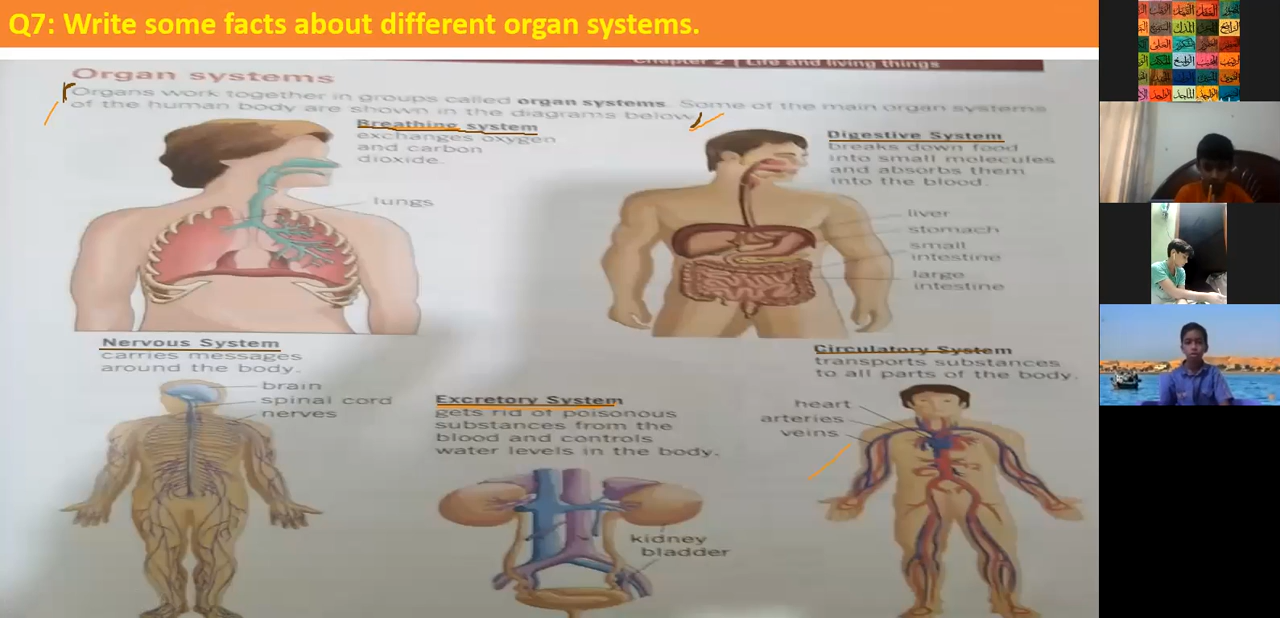 Q7: Write some facts about different organ systems.
Chapter 2 | Life and living things
Organ systems
Organs work together in groups called organ systems. Some of the main organ systems
of the human body are shown in the diagrams below.
Breathing system
exchanges oxygen
and carbon
dioxide.
lungs
Digestive System
breaks down food
into small molecules
and absorbs them
into the blood.
liver
stomach
small
intestine
large
intestine
Nervous System
carries messages
around the body.
brain
spinal cord
nerves
Excretory System
gets rid of poisonous
substances from the
blood and controls
water levels in the body.
kidney
bladder
Circulatory System
transports substances
to all parts of the body.
heart
arteries
veins